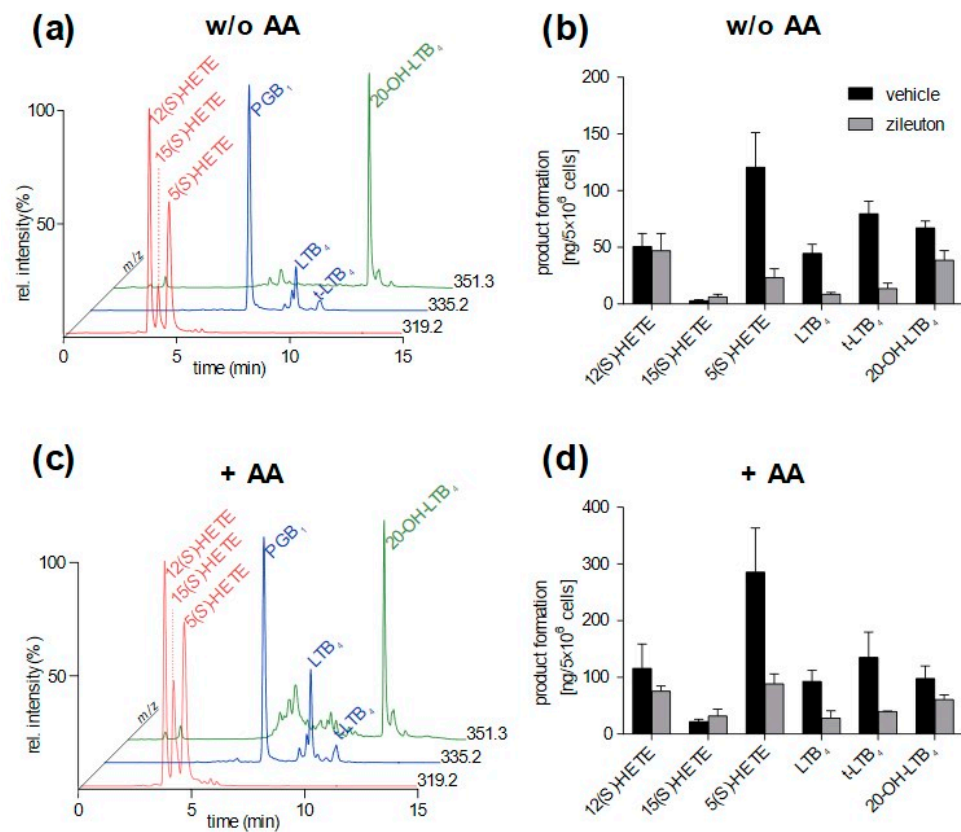 (a)
w/o AA
12(S)-HETE
15(S)-HETE
5(S)-HETE
PGB₁
LTB₄
t-LTB₄
20-OH-LTB₄
100
50
rel. intensity(%)
m/z
351.3
335.2
319.2
0 5 10 15
time (min)
(b)
w/o AA
vehicle
zileuton
product formation
[ng/5×10⁶ cells]
200
150
100
50
0
12(S)-HETE
15(S)-HETE
5(S)-HETE
LTB₄
t-LTB₄
20-OH-LTB₄
(c)
+ AA
12(S)-HETE
15(S)-HETE
5(S)-HETE
PGB₁
LTB₄
t-LTB₄
20-OH-LTB₄
100
50
rel. intensity(%)
m/z
351.3
335.2
319.2
0 5 10 15
time (min)
(d)
+ AA
product formation
[ng/5×10⁶ cells]
400
300
200
100
0
12(S)-HETE
15(S)-HETE
5(S)-HETE
LTB₄
t-LTB₄
20-OH-LTB₄